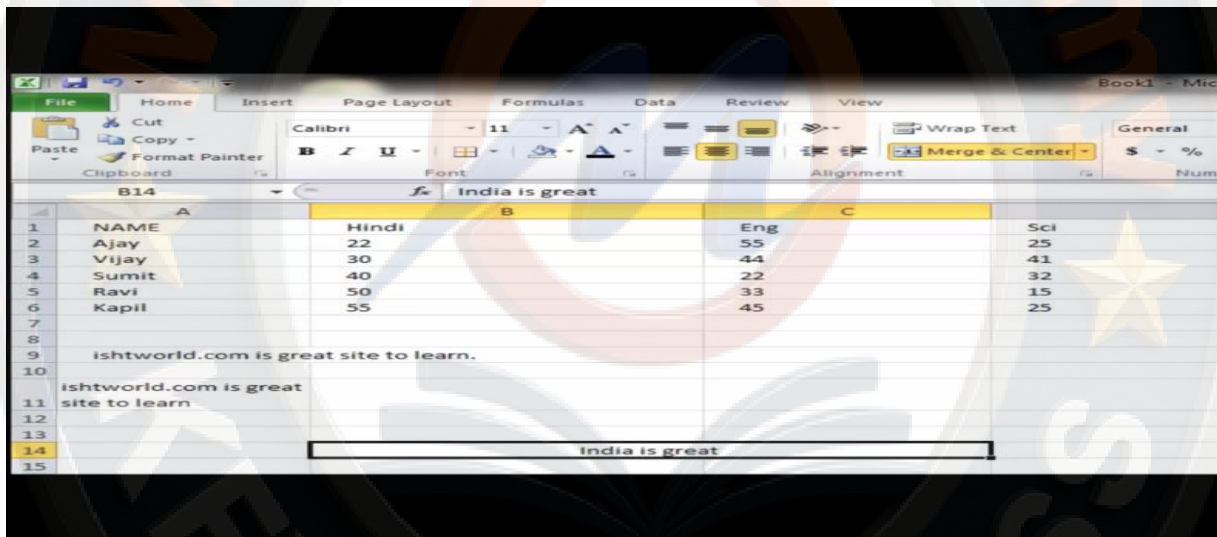 Book1 - Mic
File Home Insert Page Layout Formulas Data Review View
Cut
Copy
Format Painter
Paste
Calibri 11 A A
B I U A
Wrap Text
Merge & Center
General
$ %
Clipboard Font Alignment Num
B14 fx India is great
A B C
1 NAME Hindi Eng Sci
2 Ajay 22 55 25
3 Vijay 30 44 41
4 Sumit 40 22 32
5 Ravi 50 33 15
6 Kapil 55 45 25
7
8
9 ishtworld.com is great site to learn.
10
ishtworld.com is great
11 site to learn
12
13
14 India is great
15